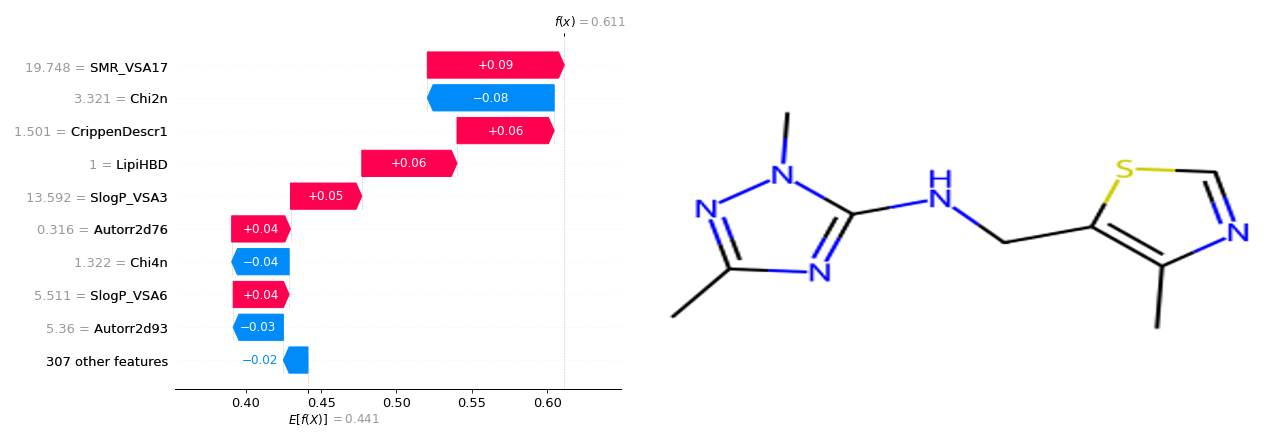 f(x) = 0.611
19.748 = SMR_VSA17
+0.09
3.321 = Chi2n
−0.08
1.501 = CrippenDescr1
+0.06
1 = LipiHBD
+0.06
13.592 = SlogP_VSA3
+0.05
0.316 = Autorr2d76
+0.04
1.322 = Chi4n
−0.04
5.511 = SlogP_VSA6
+0.04
5.36 = Autorr2d93
−0.03
307 other features
−0.02
0.40 0.45 0.50 0.55 0.60
E[f(X)] = 0.441
N
N
N
H
N
S
N